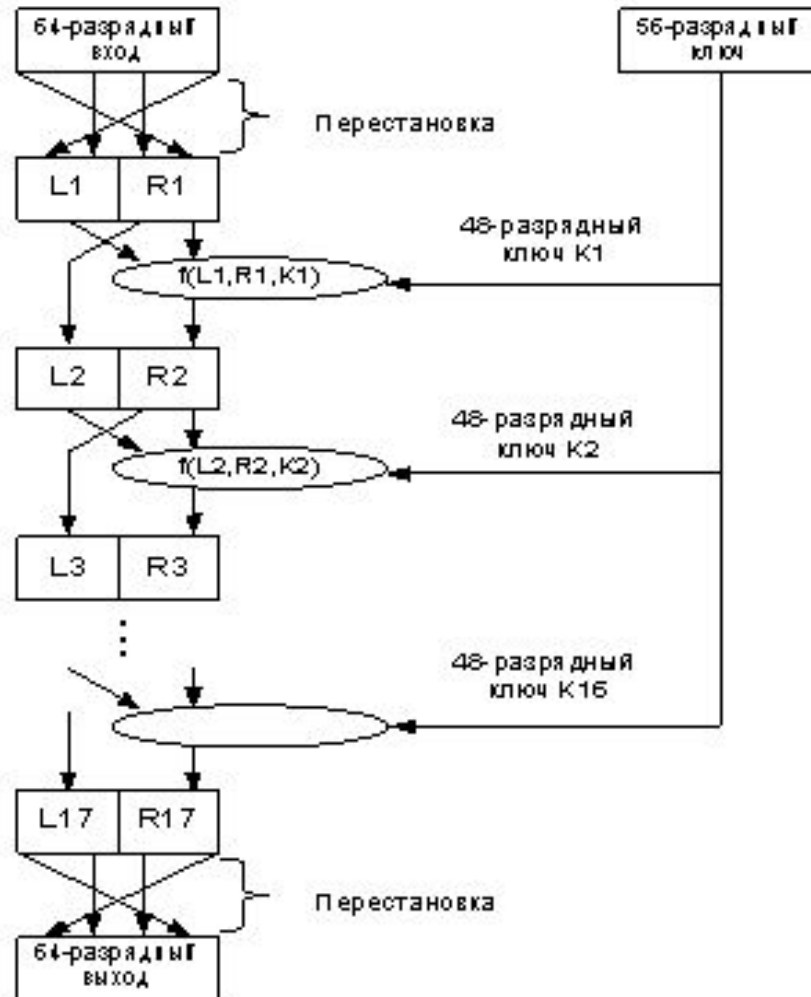 64-разрядный
вход
56-разрядный
ключ
Перестановка
L1 R1
48-разрядный
ключ K1
f(L1,R1,K1)
L2 R2
48-разрядный
ключ K2
f(L2,R2,K2)
L3 R3
48-разрядный
ключ K16
L17 R17
Перестановка
64-разрядный
выход